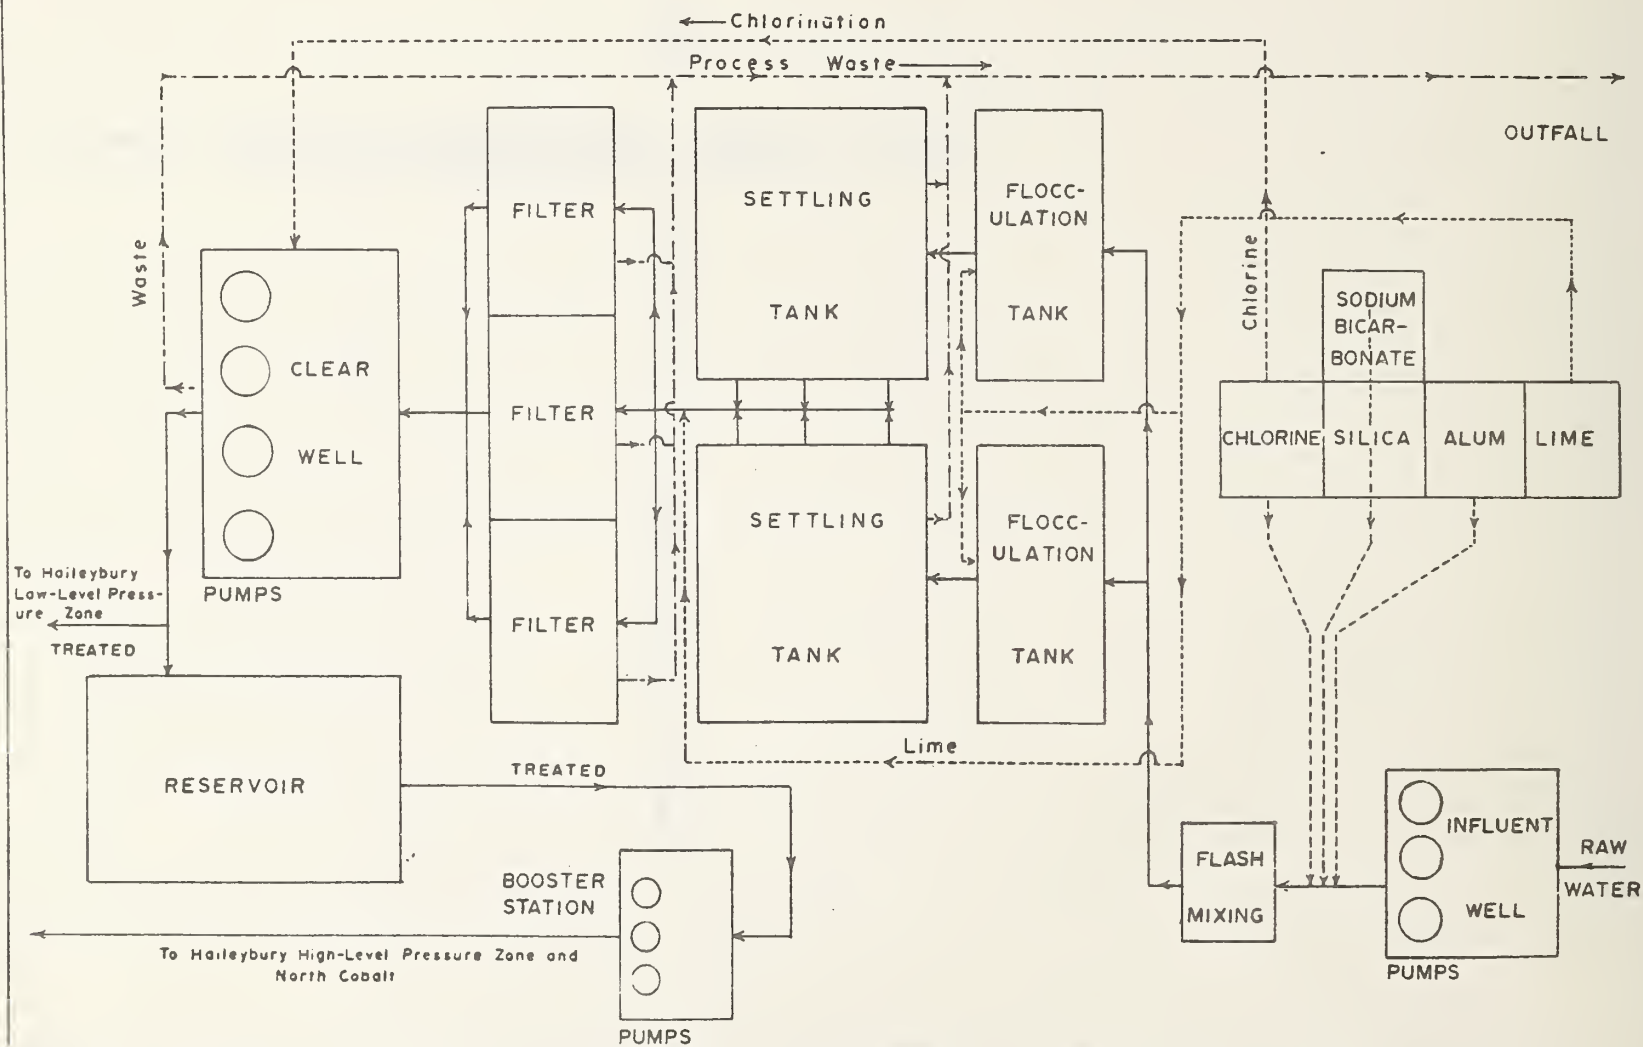 Chlorination
Process Waste
OUTFALL
FILTER
SETTLING
TANK
FLOCC-
ULATION
TANK
Waste
Chlorine
SODIUM
BICAR-
BONATE
CLEAR
WELL
PUMPS
FILTER
CHLORINE
SILICA
ALUM
LIME
SETTLING
TANK
FLOCC-
ULATION
TANK
FILTER
To Haileybury
Low-Level Press-
ure Zone
TREATED
Lime
RESERVOIR
TREATED
BOOSTER
STATION
PUMPS
To Haileybury High-Level Pressure Zone and
North Cobalt
FLASH
MIXING
INFLUENT
WELL
PUMPS
RAW
WATER